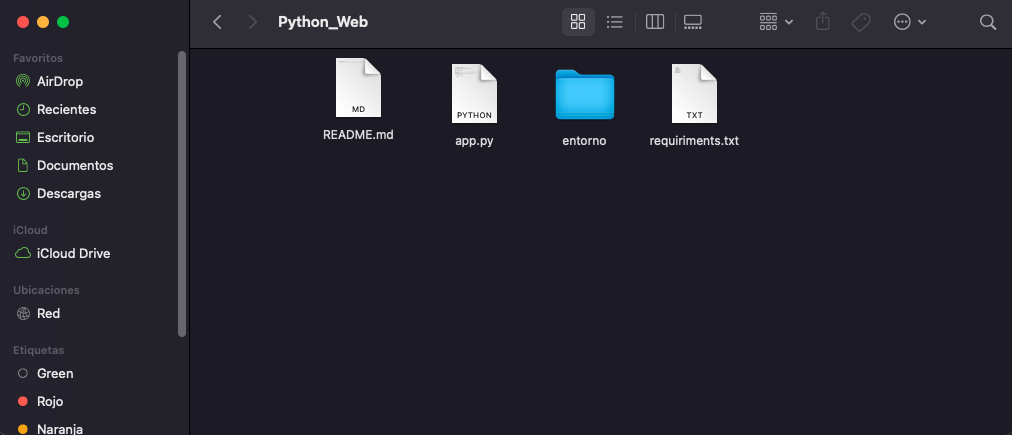 Python_Web
Favoritos
AirDrop
Recientes
Escritorio
Documentos
Descargas
iCloud
iCloud Drive
Ubicaciones
Red
Etiquetas
Green
Rojo
Naranja
MD
README.md
PYTHON
app.py
entorno
TXT
requiriments.txt